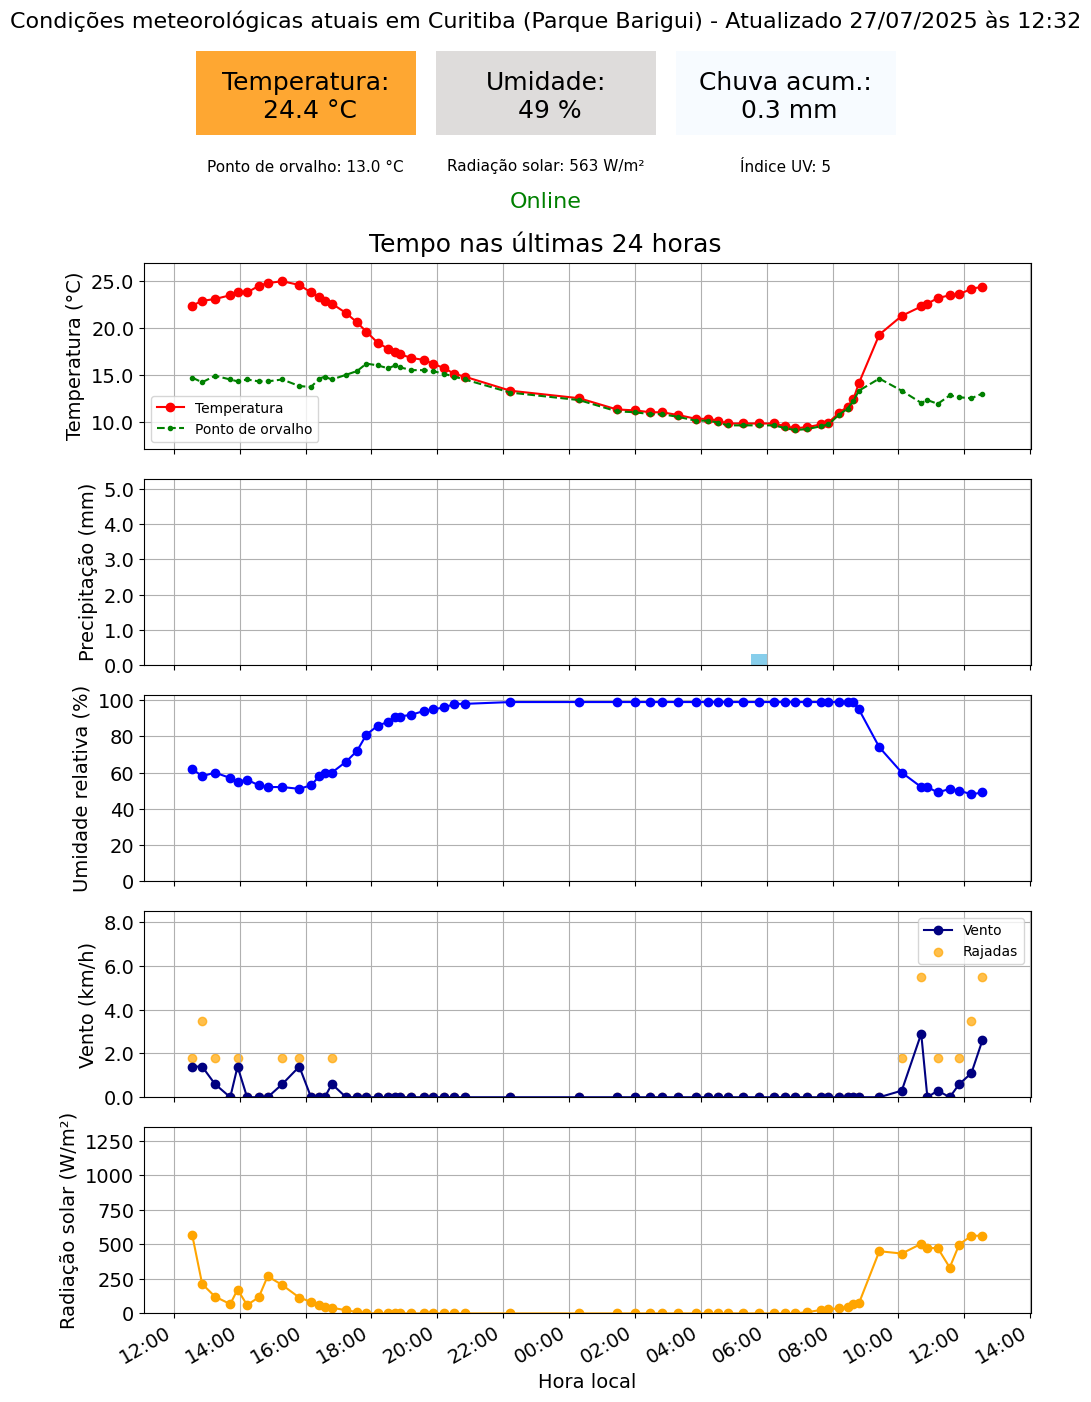 Condições meteorológicas atuais em Curitiba (Parque Barigui) - Atualizado 27/07/2025 às 12:32
Temperatura:
24.4 °C
Umidade:
49 %
Chuva acum.:
0.3 mm
Ponto de orvalho: 13.0 °C
Radiação solar: 563 W/m²
Índice UV: 5
Online
Tempo nas últimas 24 horas
Temperatura (°C)
25.0
20.0
15.0
10.0
Temperatura
Ponto de orvalho
Precipitação (mm)
5.0
4.0
3.0
2.0
1.0
0.0
Umidade relativa (%)
100
80
60
40
20
0
Vento (km/h)
8.0
6.0
4.0
2.0
0.0
Vento
Rajadas
Radiação solar (W/m²)
1250
1000
750
500
250
0
12:00
14:00
16:00
18:00
20:00
22:00
00:00
02:00
04:00
06:00
08:00
10:00
12:00
14:00
Hora local